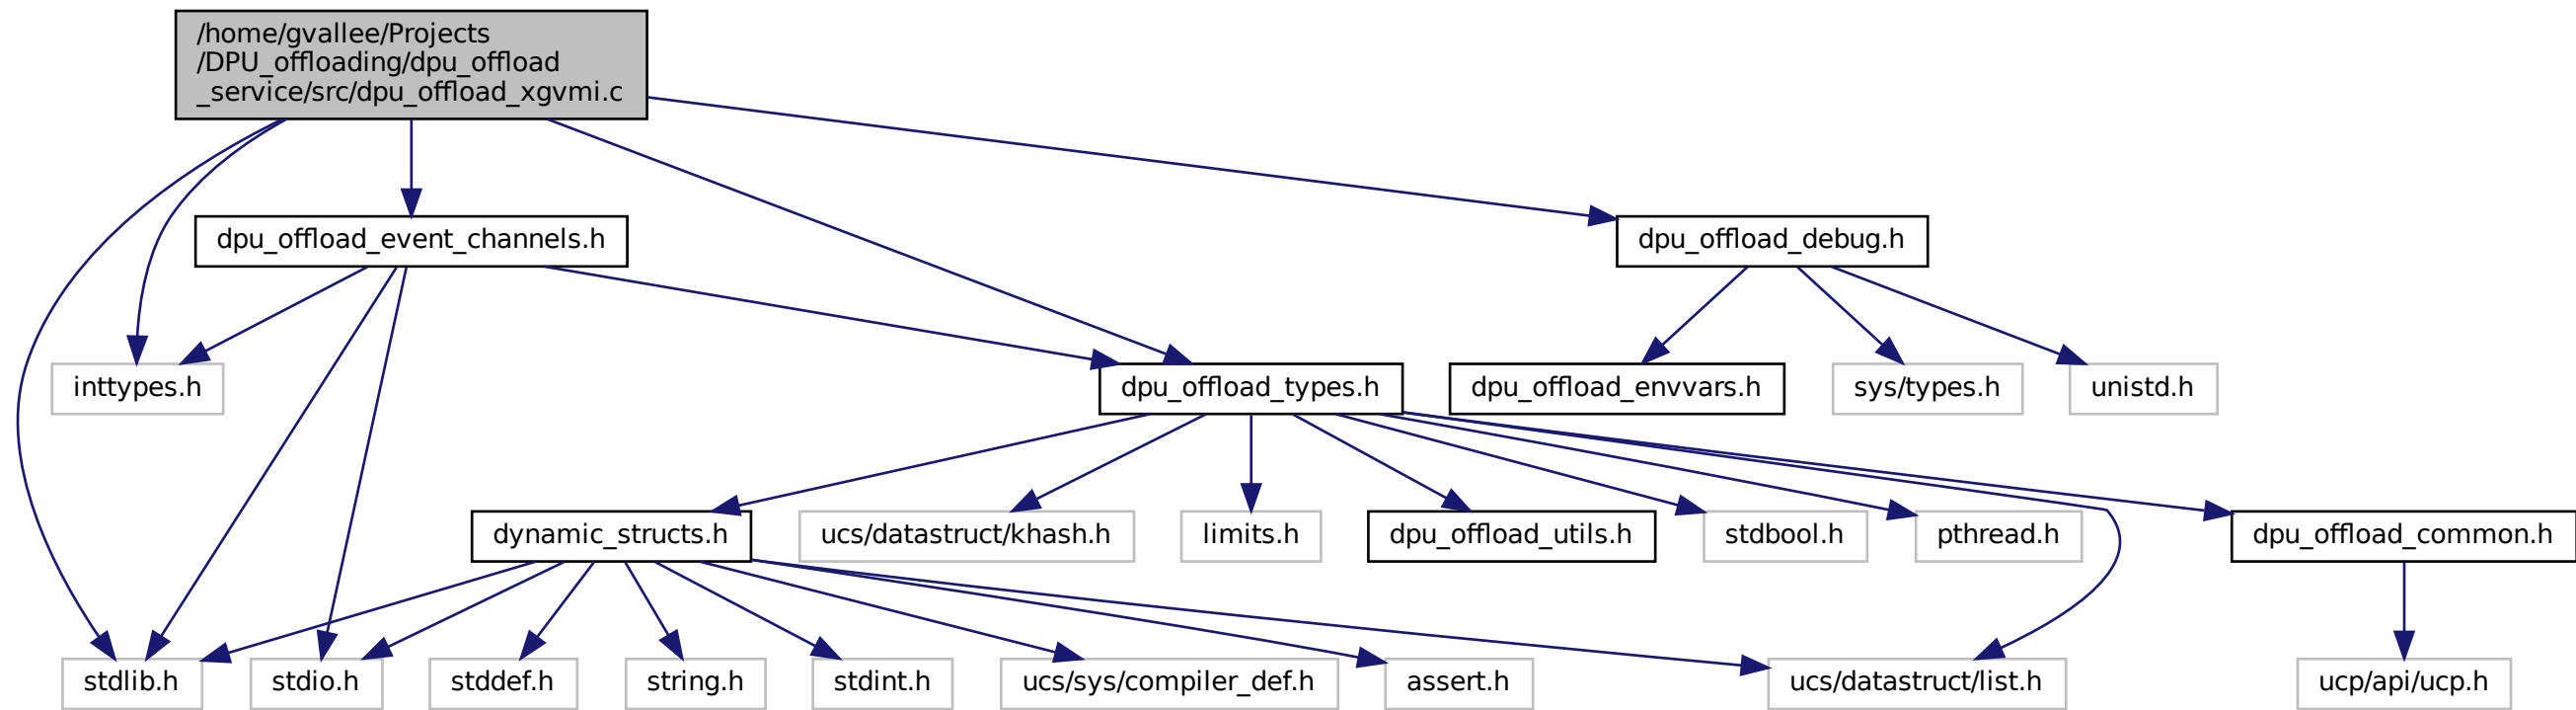 /home/gvallee/Projects
/DPU_offloading/dpu_offload
_service/src/dpu_offload_xgvmi.c
dpu_offload_event_channels.h
dpu_offload_debug.h
inttypes.h
dpu_offload_types.h
dpu_offload_envvars.h
sys/types.h
unistd.h
dynamic_structs.h
ucs/datastruct/khash.h
limits.h
dpu_offload_utils.h
stdbool.h
pthread.h
dpu_offload_common.h
stdlib.h
stdio.h
stddef.h
string.h
stdint.h
ucs/sys/compiler_def.h
assert.h
ucs/datastruct/list.h
ucp/api/ucp.h